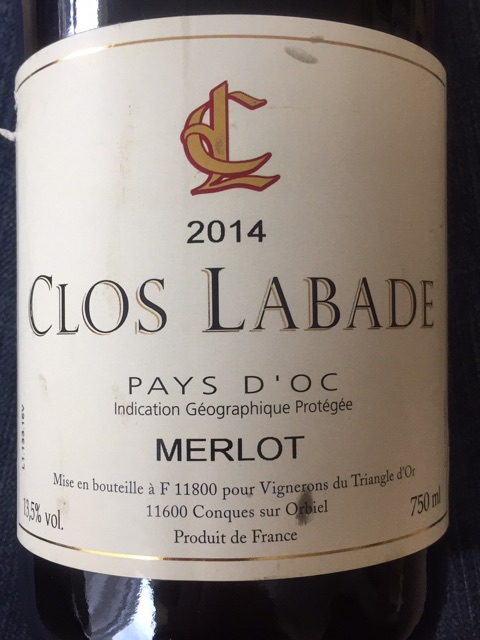 2014
CLOS LABADE
PAYS D'OC
Indication Géographique Protégée
MERLOT
Mise en bouteille à F 11800 pour Vignerons du Triangle d'Or
13,5% vol.
11600 Conques sur Orbiel
750 ml
Produit de France